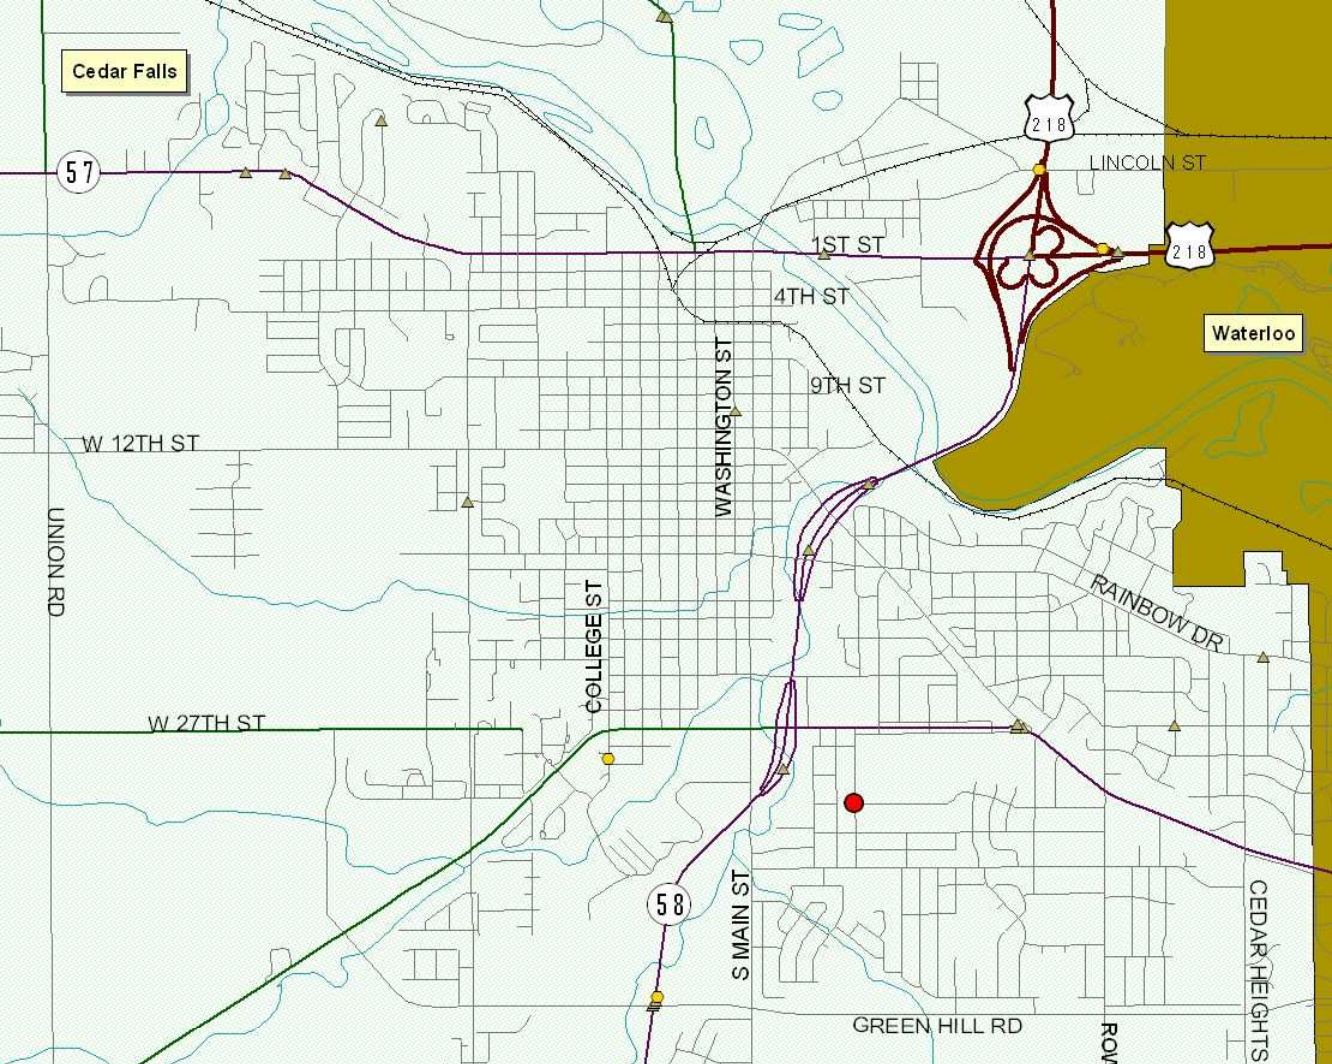 Cedar Falls
218
57
LINCOLN ST
1ST ST
218
4TH ST
Waterloo
9TH ST
WASHINGTON ST
W 12TH ST
UNION RD
RAINBOW DR
COLLEGE ST
W 27TH ST
58
S MAIN ST
CEDAR HEIGHTS
GREEN HILL RD